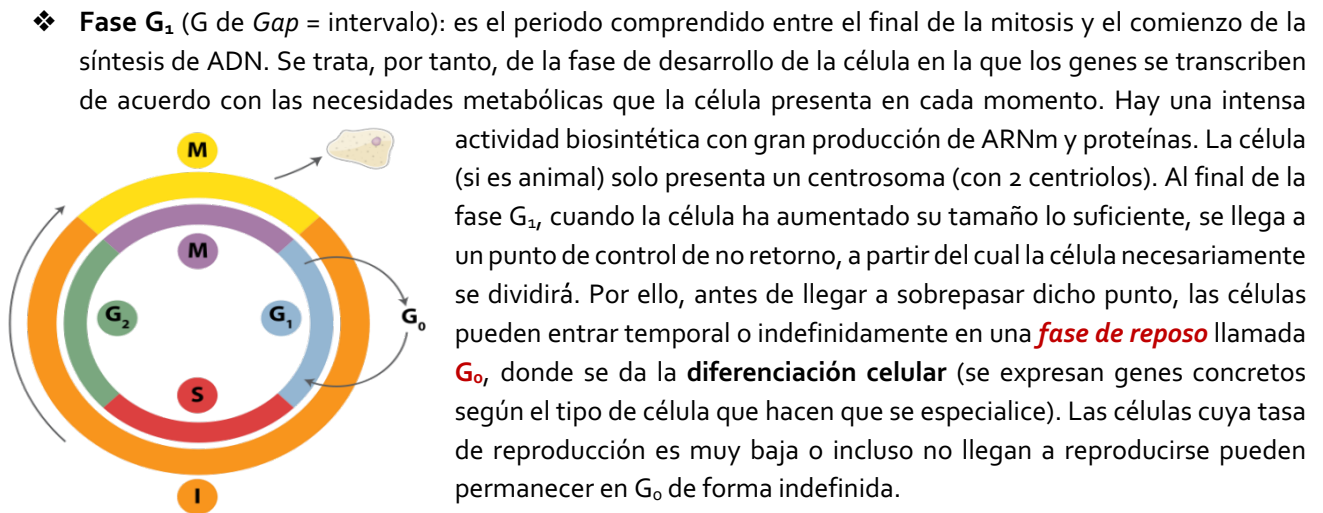 ❖ Fase G₁ (G de Gap = intervalo): es el periodo comprendido entre el final de la mitosis y el comienzo de la
síntesis de ADN. Se trata, por tanto, de la fase de desarrollo de la célula en la que los genes se transcriben
de acuerdo con las necesidades metabólicas que la célula presenta en cada momento. Hay una intensa
actividad biosintética con gran producción de ARNm y proteínas. La célula
(si es animal) solo presenta un centrosoma (con 2 centriolos). Al final de la
fase G₁, cuando la célula ha aumentado su tamaño lo suficiente, se llega a
un punto de control de no retorno, a partir del cual la célula necesariamente
se dividirá. Por ello, antes de llegar a sobrepasar dicho punto, las células
pueden entrar temporal o indefinidamente en una fase de reposo llamada
G₀, donde se da la diferenciación celular (se expresan genes concretos
según el tipo de célula que hacen que se especialice). Las células cuya tasa
de reproducción es muy baja o incluso no llegan a reproducirse pueden
permanecer en G₀ de forma indefinida.
M
M
G₂
G₁
G₀
S
I